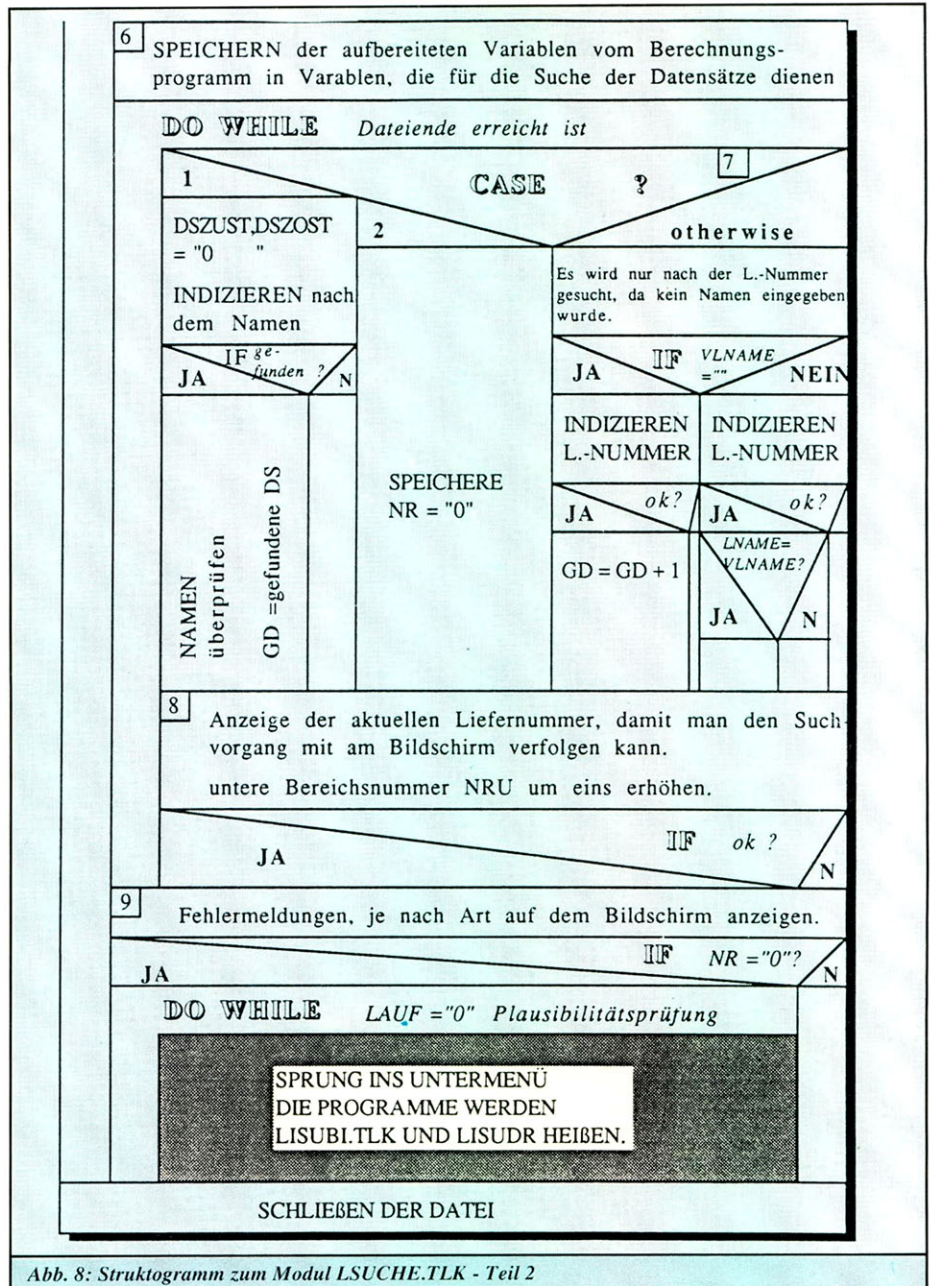 6
SPEICHERN der aufbereiteten Variablen vom Berechnungs-
programm in Varablen, die für die Suche der Datensätze dienen
DO WHILE Dateiende erreicht ist
1
CASE ?
7
DSZUST,DSZOST
= "0 "
INDIZIEREN nach
dem Namen
IF ge-
funden ?
JA
N
NAMEN
überprüfen
GD =gefundene DS
2
SPEICHERE
NR = "0"
otherwise
Es wird nur nach der L.-Nummer
gesucht, da kein Namen eingegeben
wurde.
IF VLNAME
=""
JA
NEIN
INDIZIEREN
L.-NUMMER
ok?
JA
GD = GD + 1
INDIZIEREN
L.-NUMMER
ok?
JA
LNAME=
VLNAME?
JA
N
8
Anzeige der aktuellen Liefernummer, damit man den Such-
vorgang mit am Bildschirm verfolgen kann.
untere Bereichsnummer NRU um eins erhöhen.
IF ok ?
JA
N
9
Fehlermeldungen, je nach Art auf dem Bildschirm anzeigen.
IF NR ="0"?
JA
N
DO WHILE LAUF ="0" Plausibilitätsprüfung
SPRUNG INS UNTERMENÜ
DIE PROGRAMME WERDEN
LISUBI.TLK UND LISUDR HEIßEN.
SCHLIEßEN DER DATEI
Abb. 8: Struktogramm zum Modul LSUCHE.TLK - Teil 2